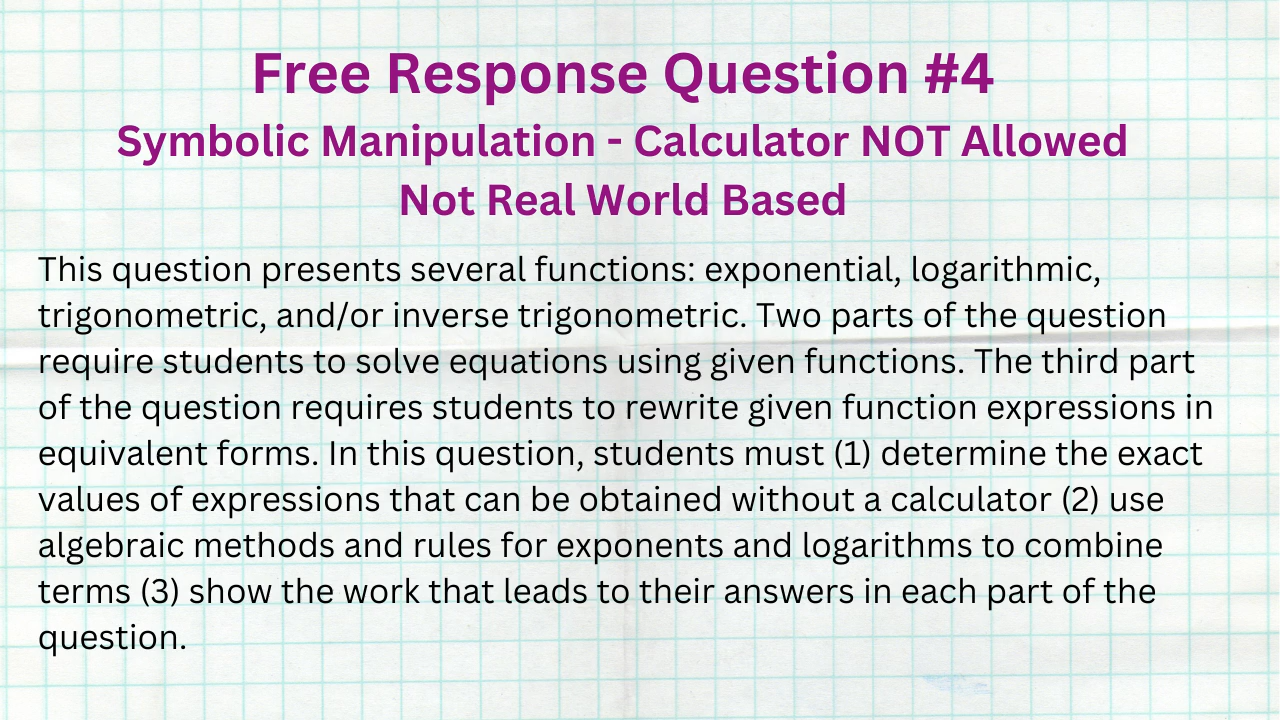 Free Response Question #4
Symbolic Manipulation - Calculator NOT Allowed
Not Real World Based
This question presents several functions: exponential, logarithmic,
trigonometric, and/or inverse trigonometric. Two parts of the question
require students to solve equations using given functions. The third part
of the question requires students to rewrite given function expressions in
equivalent forms. In this question, students must (1) determine the exact
values of expressions that can be obtained without a calculator (2) use
algebraic methods and rules for exponents and logarithms to combine
terms (3) show the work that leads to their answers in each part of the
question.